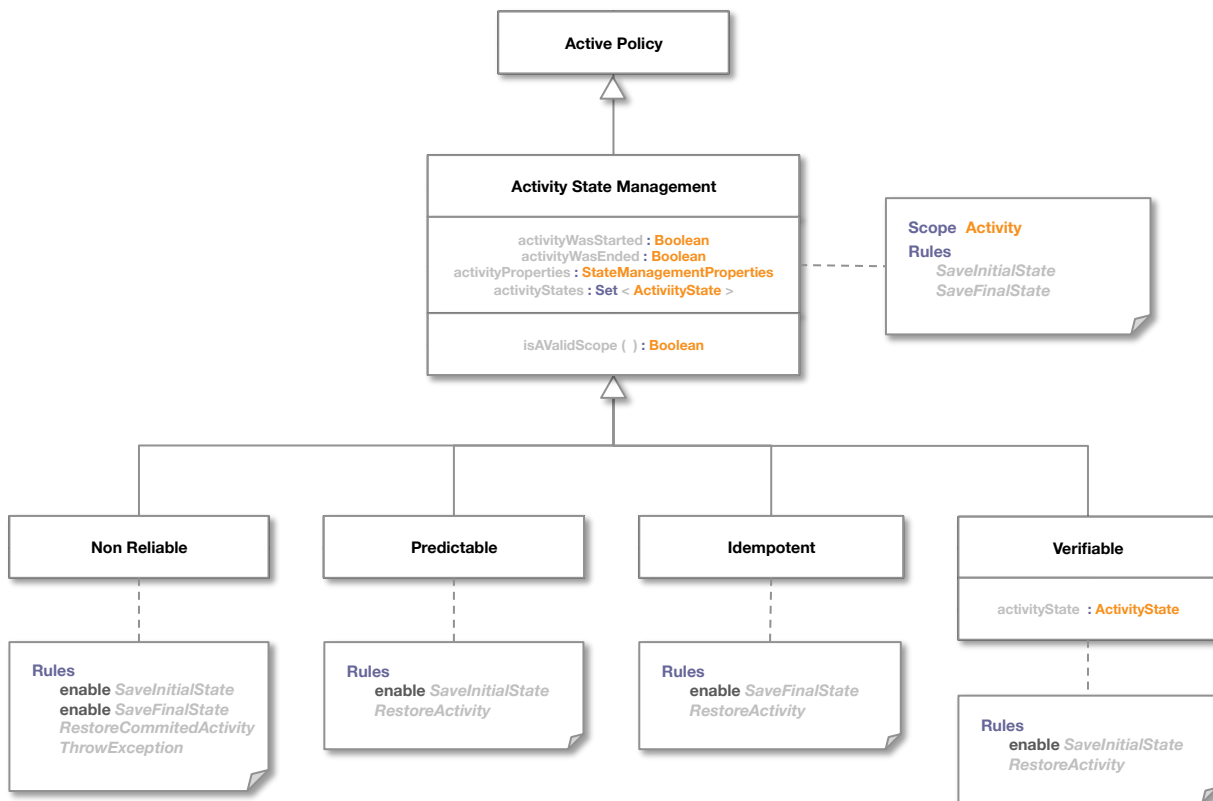 Active Policy
Activity State Management
activityWasStarted : Boolean
activityWasEnded : Boolean
activityProperties : StateManagementProperties
activityStates : Set < ActiviityState >
isAValidScope ( ) : Boolean
Scope Activity
Rules
SaveInitialState
SaveFinalState
Non Reliable
Predictable
Idempotent
Verifiable
activityState : ActivityState
Rules
enable SaveInitialState
enable SaveFinalState
RestoreCommitedActivity
ThrowException
Rules
enable SaveInitialState
RestoreActivity
Rules
enable SaveFinalState
RestoreActivity
Rules
enable SaveInitialState
RestoreActivity